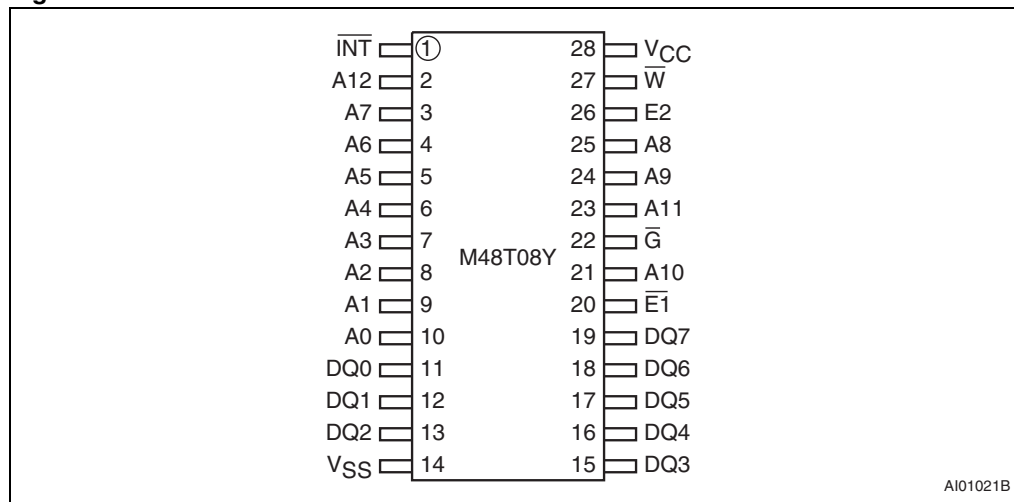 I̅N̅T̅ 1 28 VCC
A12 2 27 W̅
A7 3 26 E2
A6 4 25 A8
A5 5 24 A9
A4 6 23 A11
A3 7 22 G̅
M48T08Y
A2 8 21 A10
A1 9 20 E̅1̅
A0 10 19 DQ7
DQ0 11 18 DQ6
DQ1 12 17 DQ5
DQ2 13 16 DQ4
VSS 14 15 DQ3
AI01021B